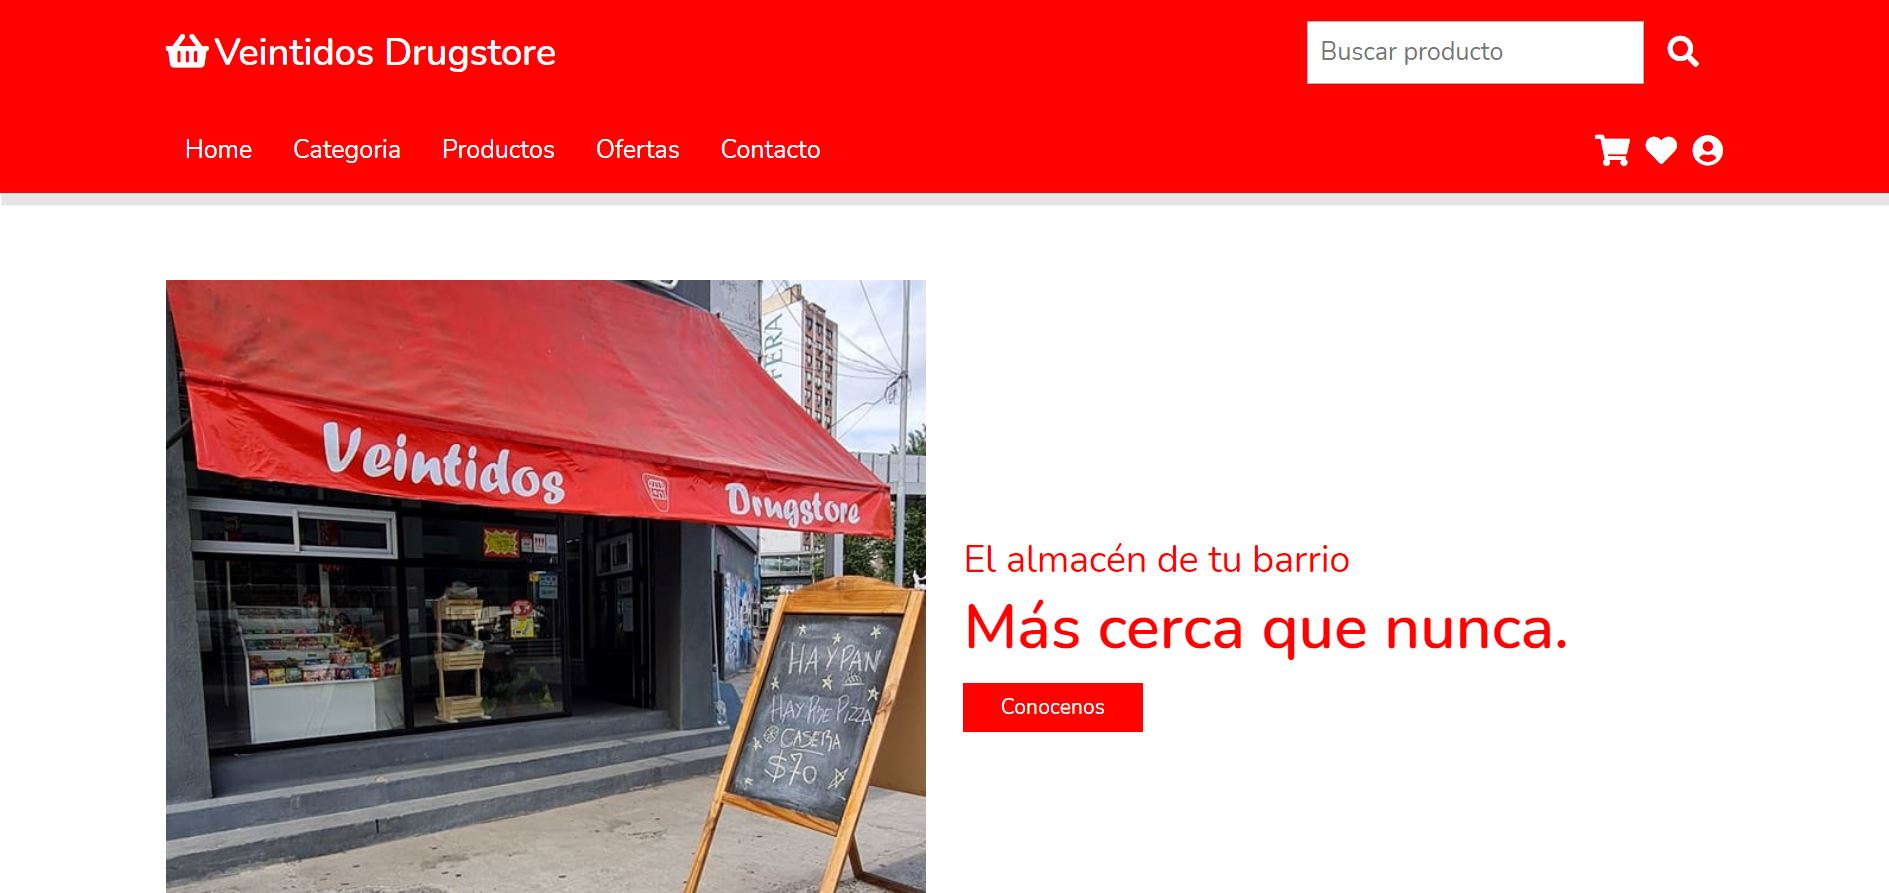 Veintidos Drugstore
Buscar producto
Home Categoria Productos Ofertas Contacto
FERA
Veintidos Drugstore
El almacén de tu barrio
Más cerca que nunca.
Conocenos
HAY PAN
HAY PRE PIZZA
CASERA
$70